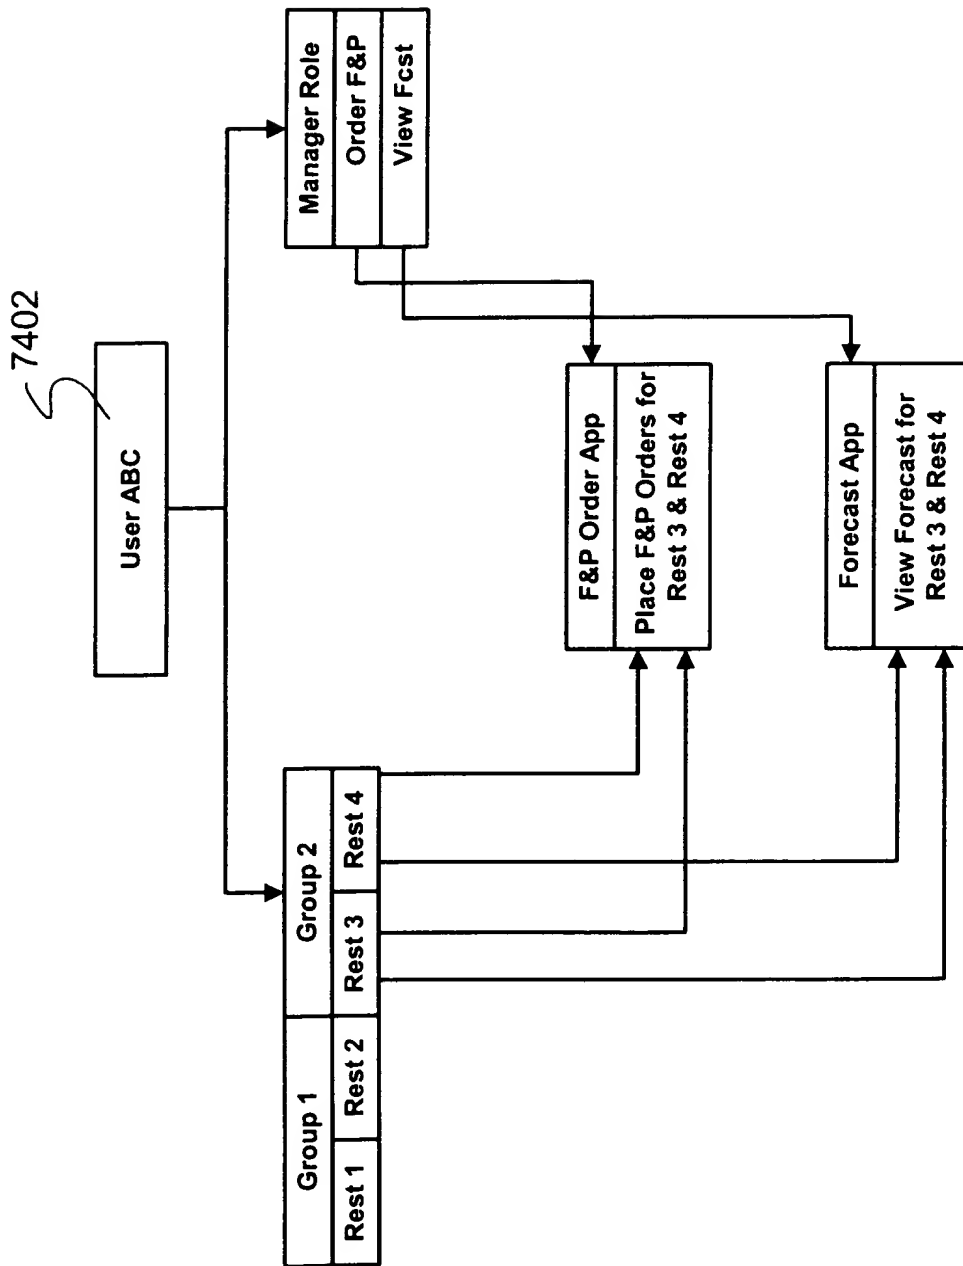 7402
User ABC
Group 1
Group 2
Rest 1
Rest 2
Rest 3
Rest 4
Manager Role
Order F&P
View Fcst
F&P Order App
Place F&P Orders for
Rest 3 & Rest 4
Forecast App
View Forecast for
Rest 3 & Rest 4